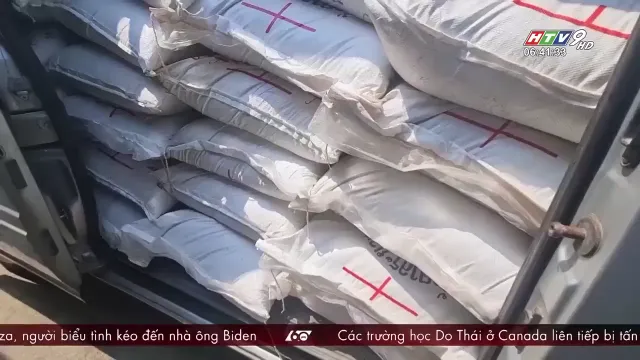 HTV9 HD
06:41:33
za, người biểu tình kéo đến nhà ông Biden
Các trường học Do Thái ở Canada liên tiếp bị tấn